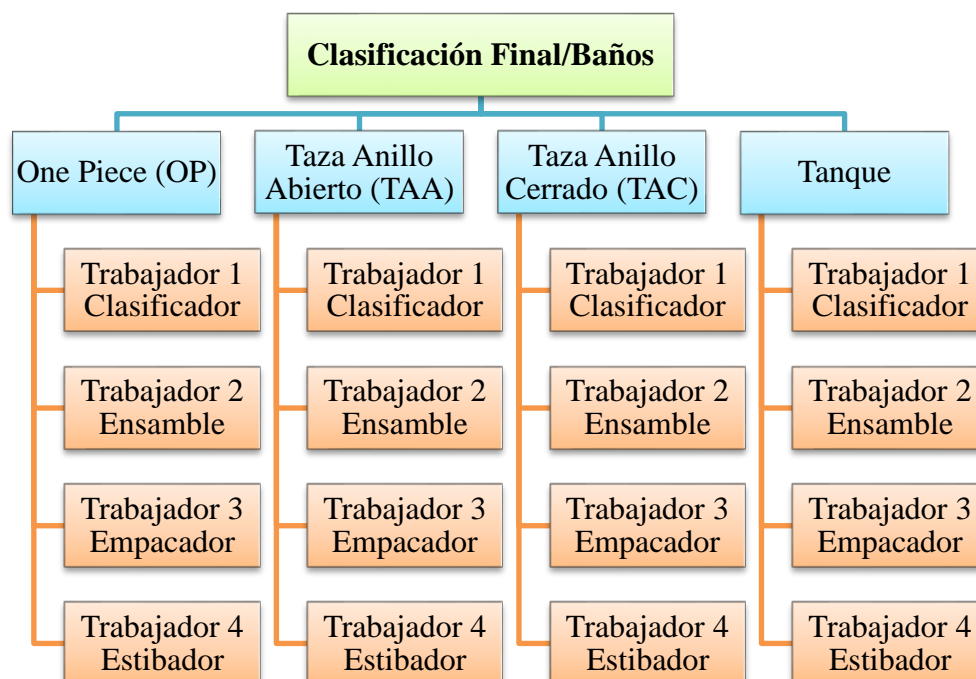 Clasificación Final/Baños
One Piece (OP)
Taza Anillo
Abierto (TAA)
Taza Anillo
Cerrado (TAC)
Tanque
Trabajador 1
Clasificador
Trabajador 2
Ensamble
Trabajador 3
Empacador
Trabajador 4
Estibador
Trabajador 1
Clasificador
Trabajador 2
Ensamble
Trabajador 3
Empacador
Trabajador 4
Estibador
Trabajador 1
Clasificador
Trabajador 2
Ensamble
Trabajador 3
Empacador
Trabajador 4
Estibador
Trabajador 1
Clasificador
Trabajador 2
Ensamble
Trabajador 3
Empacador
Trabajador 4
Estibador